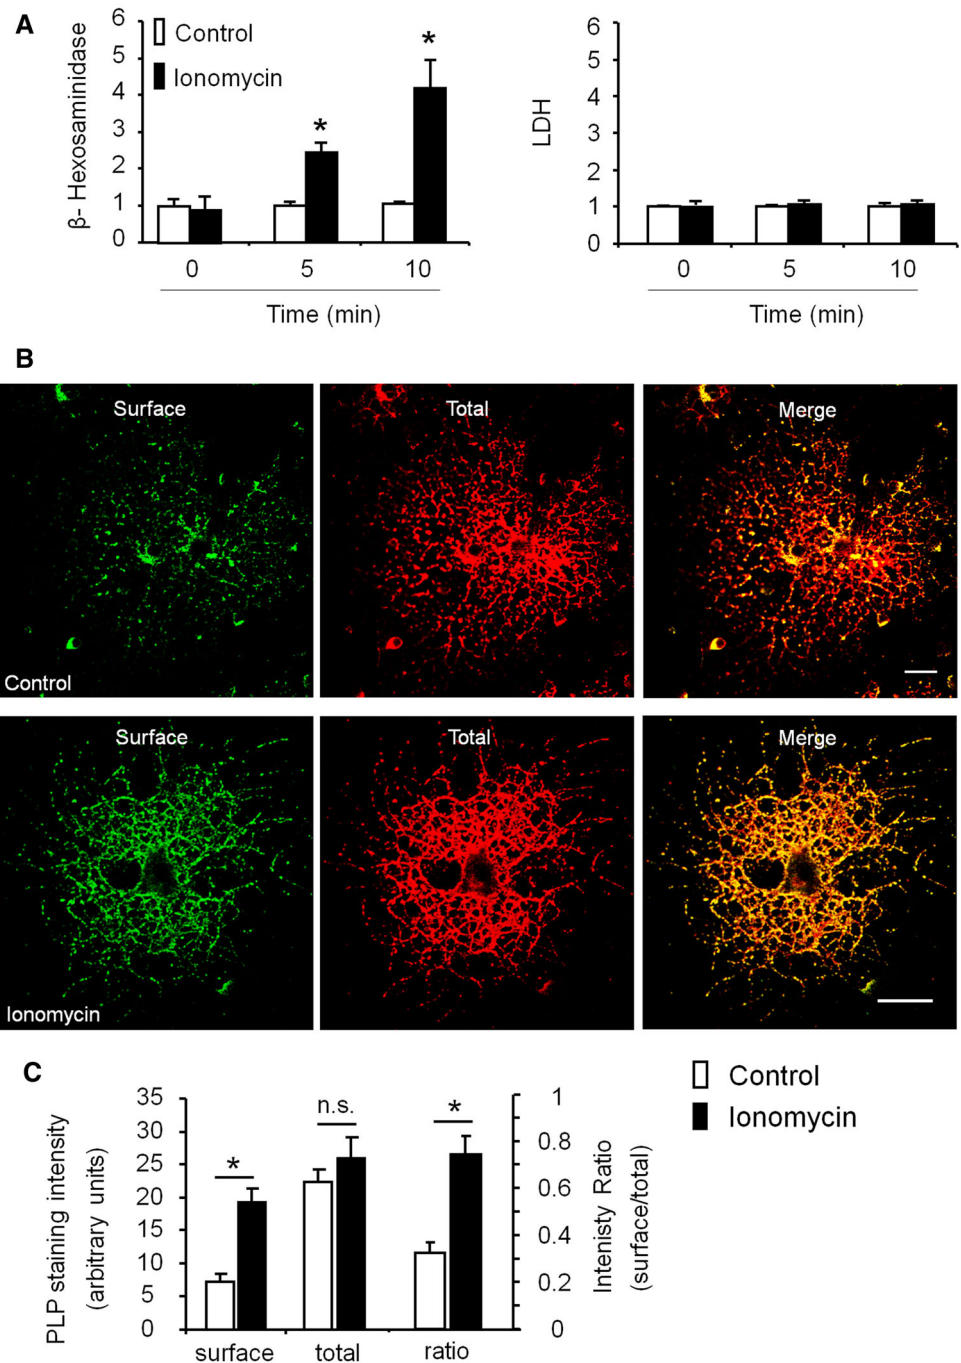 A
β- Hexosaminidase
6
5
4
3
2
1
0
Control
Ionomycin
*
*
0 5 10
Time (min)
LDH
6
5
4
3
2
1
0
0 5 10
Time (min)
B
Surface
Total
Merge
Control
Surface
Total
Merge
Ionomycin
C
PLP staining intensity
(arbitrary units)
35
30
25
20
15
10
5
0
*
n.s.
*
surface total ratio
1
0.8
0.6
0.4
0.2
0
Intenisty Ratio
(surface/total)
Control
Ionomycin